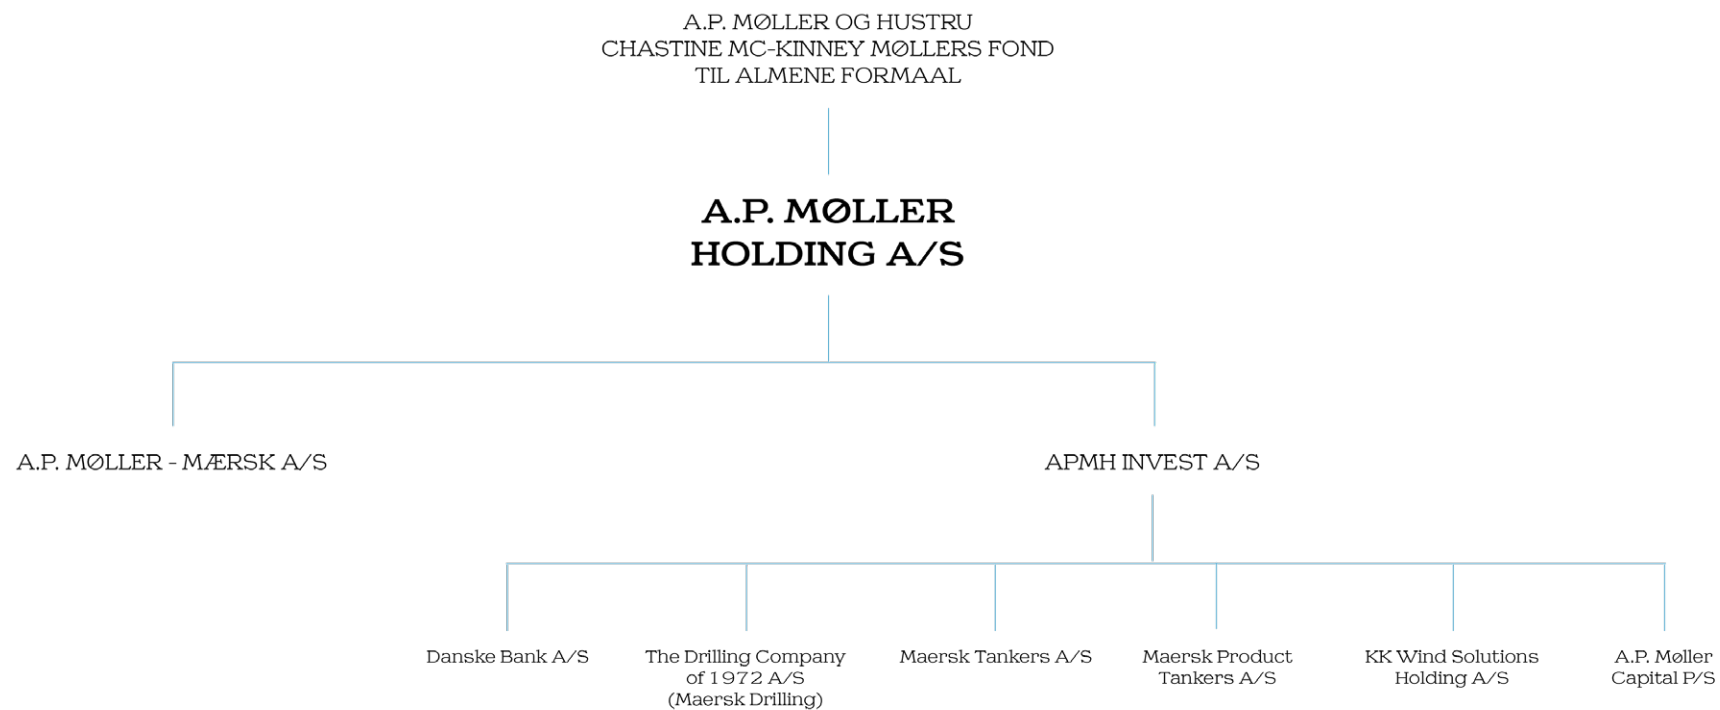 A.P. MØLLER OG HUSTRU
CHASTINE MC-KINNEY MØLLERS FOND
TIL ALMENE FORMAAL
A.P. MØLLER
HOLDING A/S
A.P. MØLLER - MÆRSK A/S
APMH INVEST A/S
Danske Bank A/S
The Drilling Company
of 1972 A/S
(Maersk Drilling)
Maersk Tankers A/S
Maersk Product
Tankers A/S
KK Wind Solutions
Holding A/S
A.P. Møller
Capital P/S